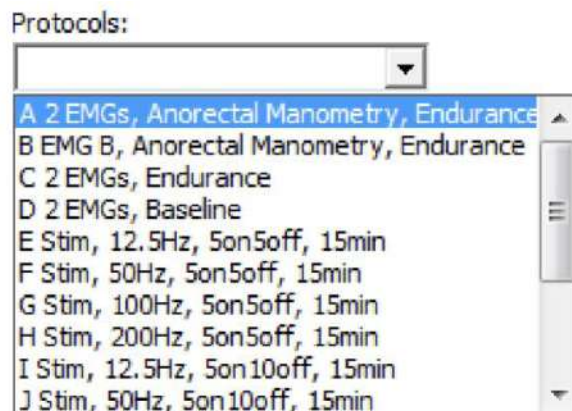 Protocols:
A 2 EMGs, Anorectal Manometry, Endurance
B EMG B, Anorectal Manometry, Endurance
C 2 EMGs, Endurance
D 2 EMGs, Baseline
E Stim, 12.5Hz, 5on5off, 15min
F Stim, 50Hz, 5on5off, 15min
G Stim, 100Hz, 5on5off, 15min
H Stim, 200Hz, 5on5off, 15min
I Stim, 12.5Hz, 5on10off, 15min
J Stim, 50Hz, 5on10off, 15min